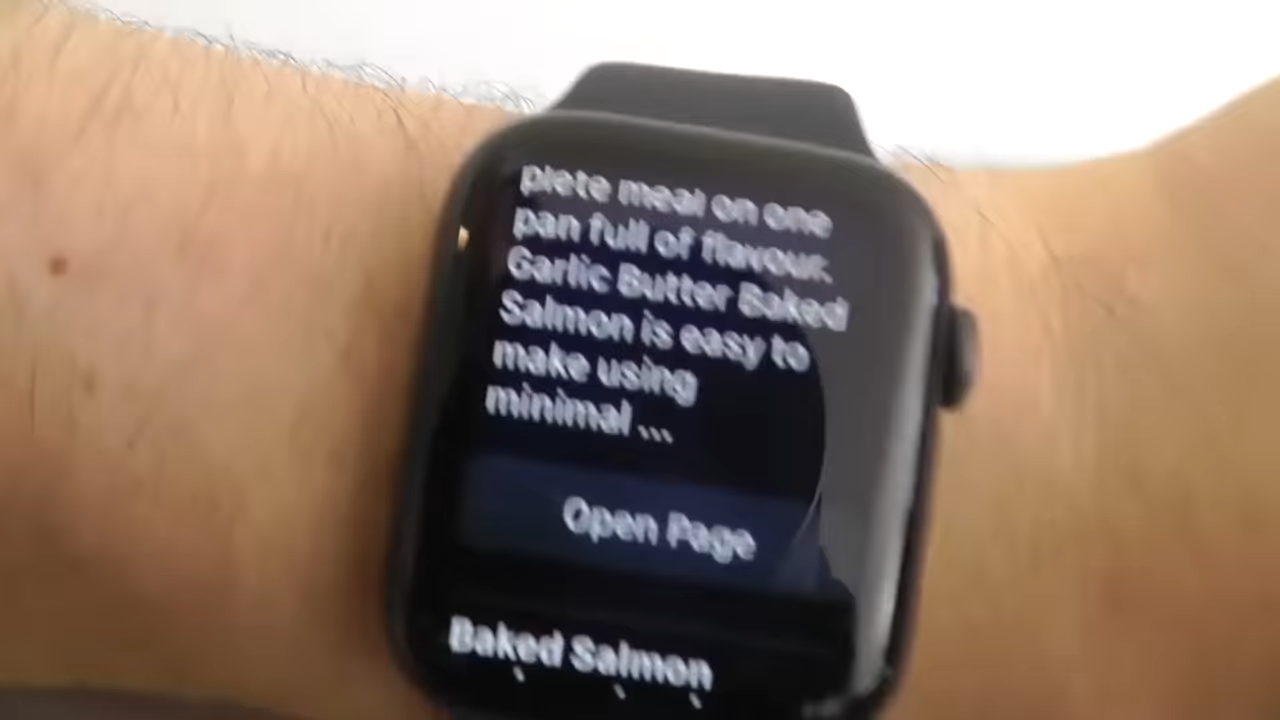 plete meal on one
pan full of flavour.
Garlic Butter Baked
Salmon is easy to
make using
minimal ...
Open Page
Baked Salmon